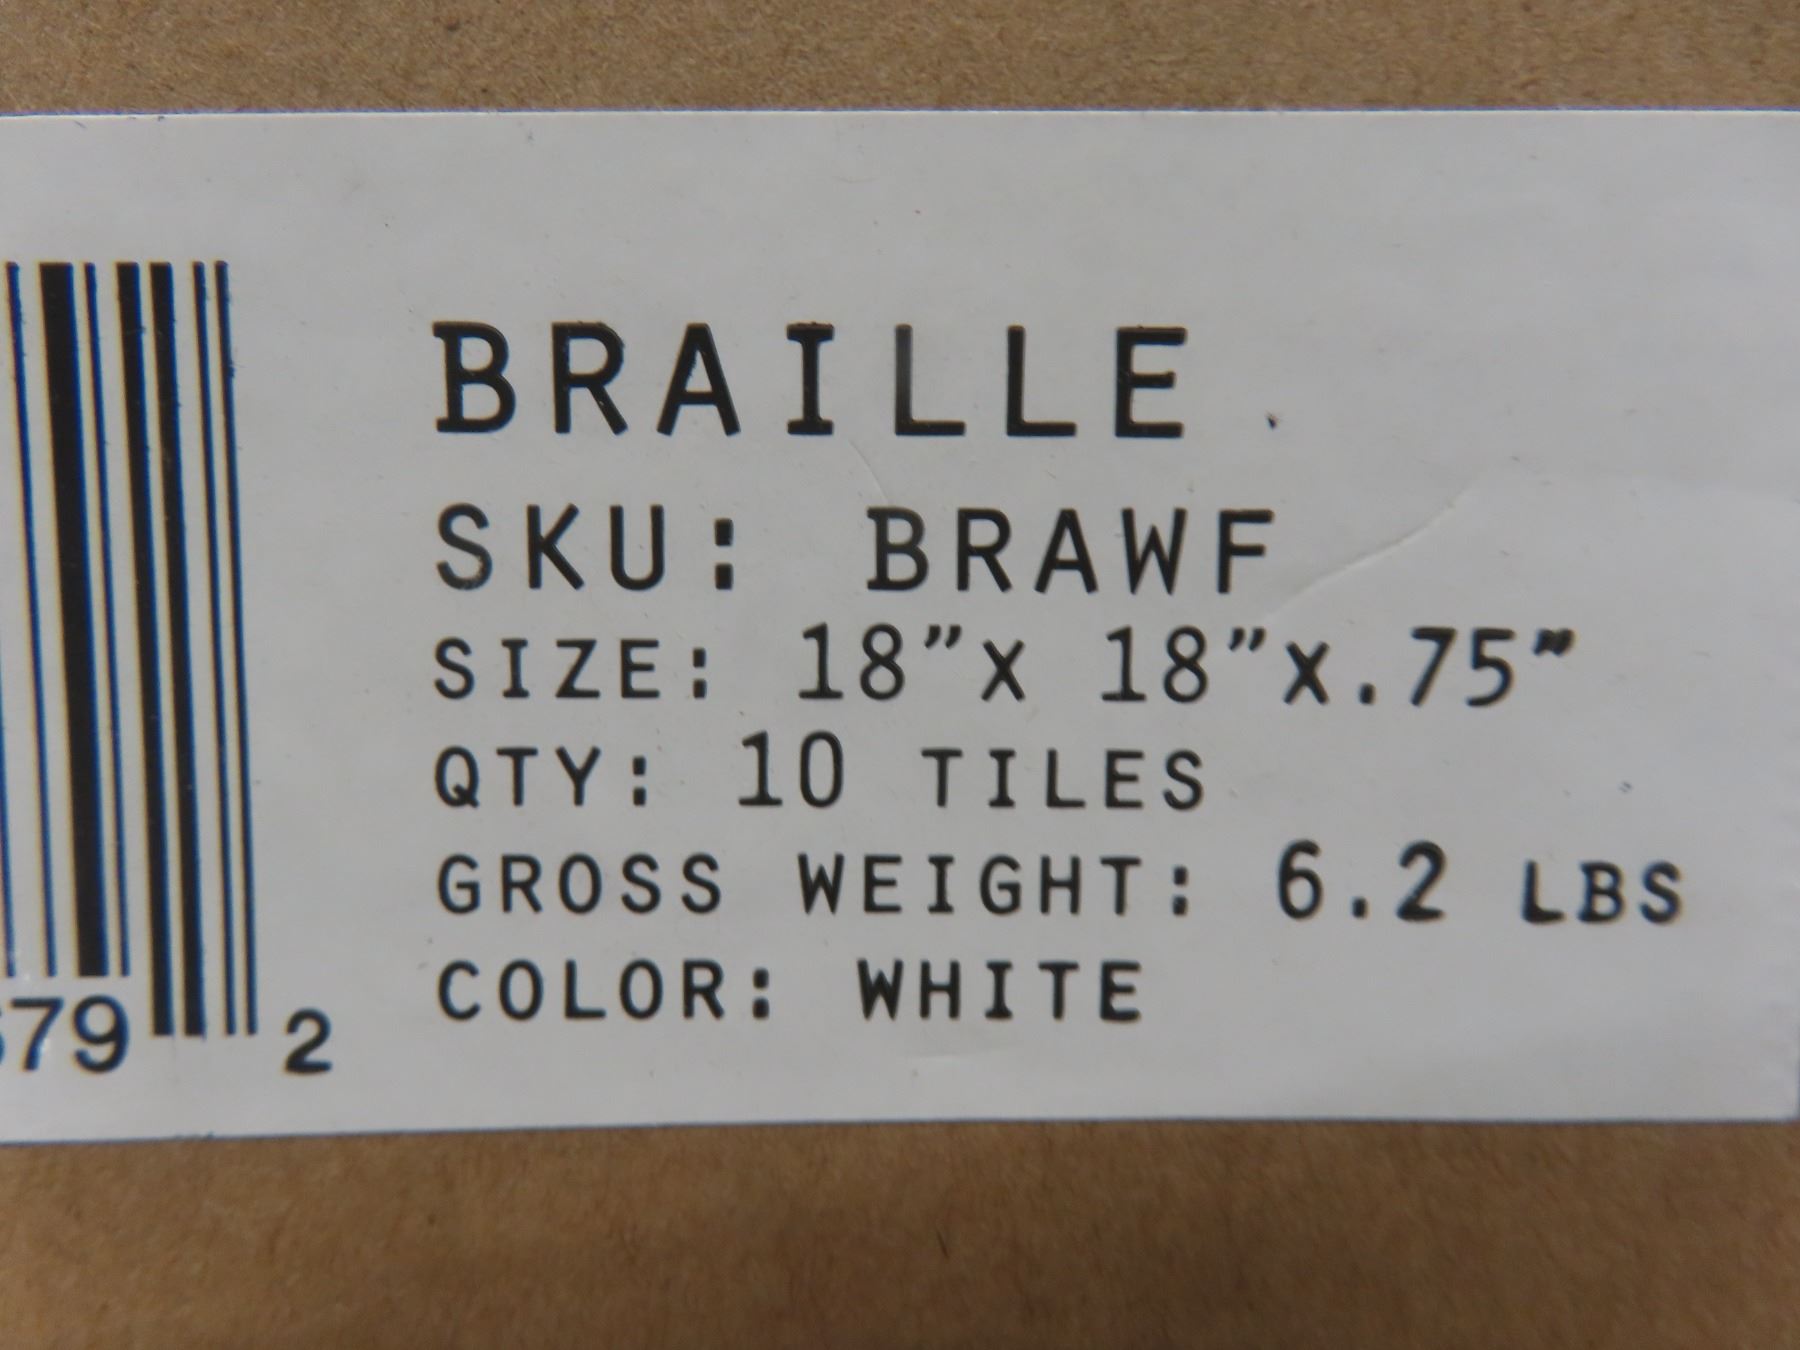 BRAILLE
SKU: BRAWF
SIZE: 18”x 18”x.75”
QTY: 10 TILES
GROSS WEIGHT: 6.2 LBS
COLOR: WHITE
79 2